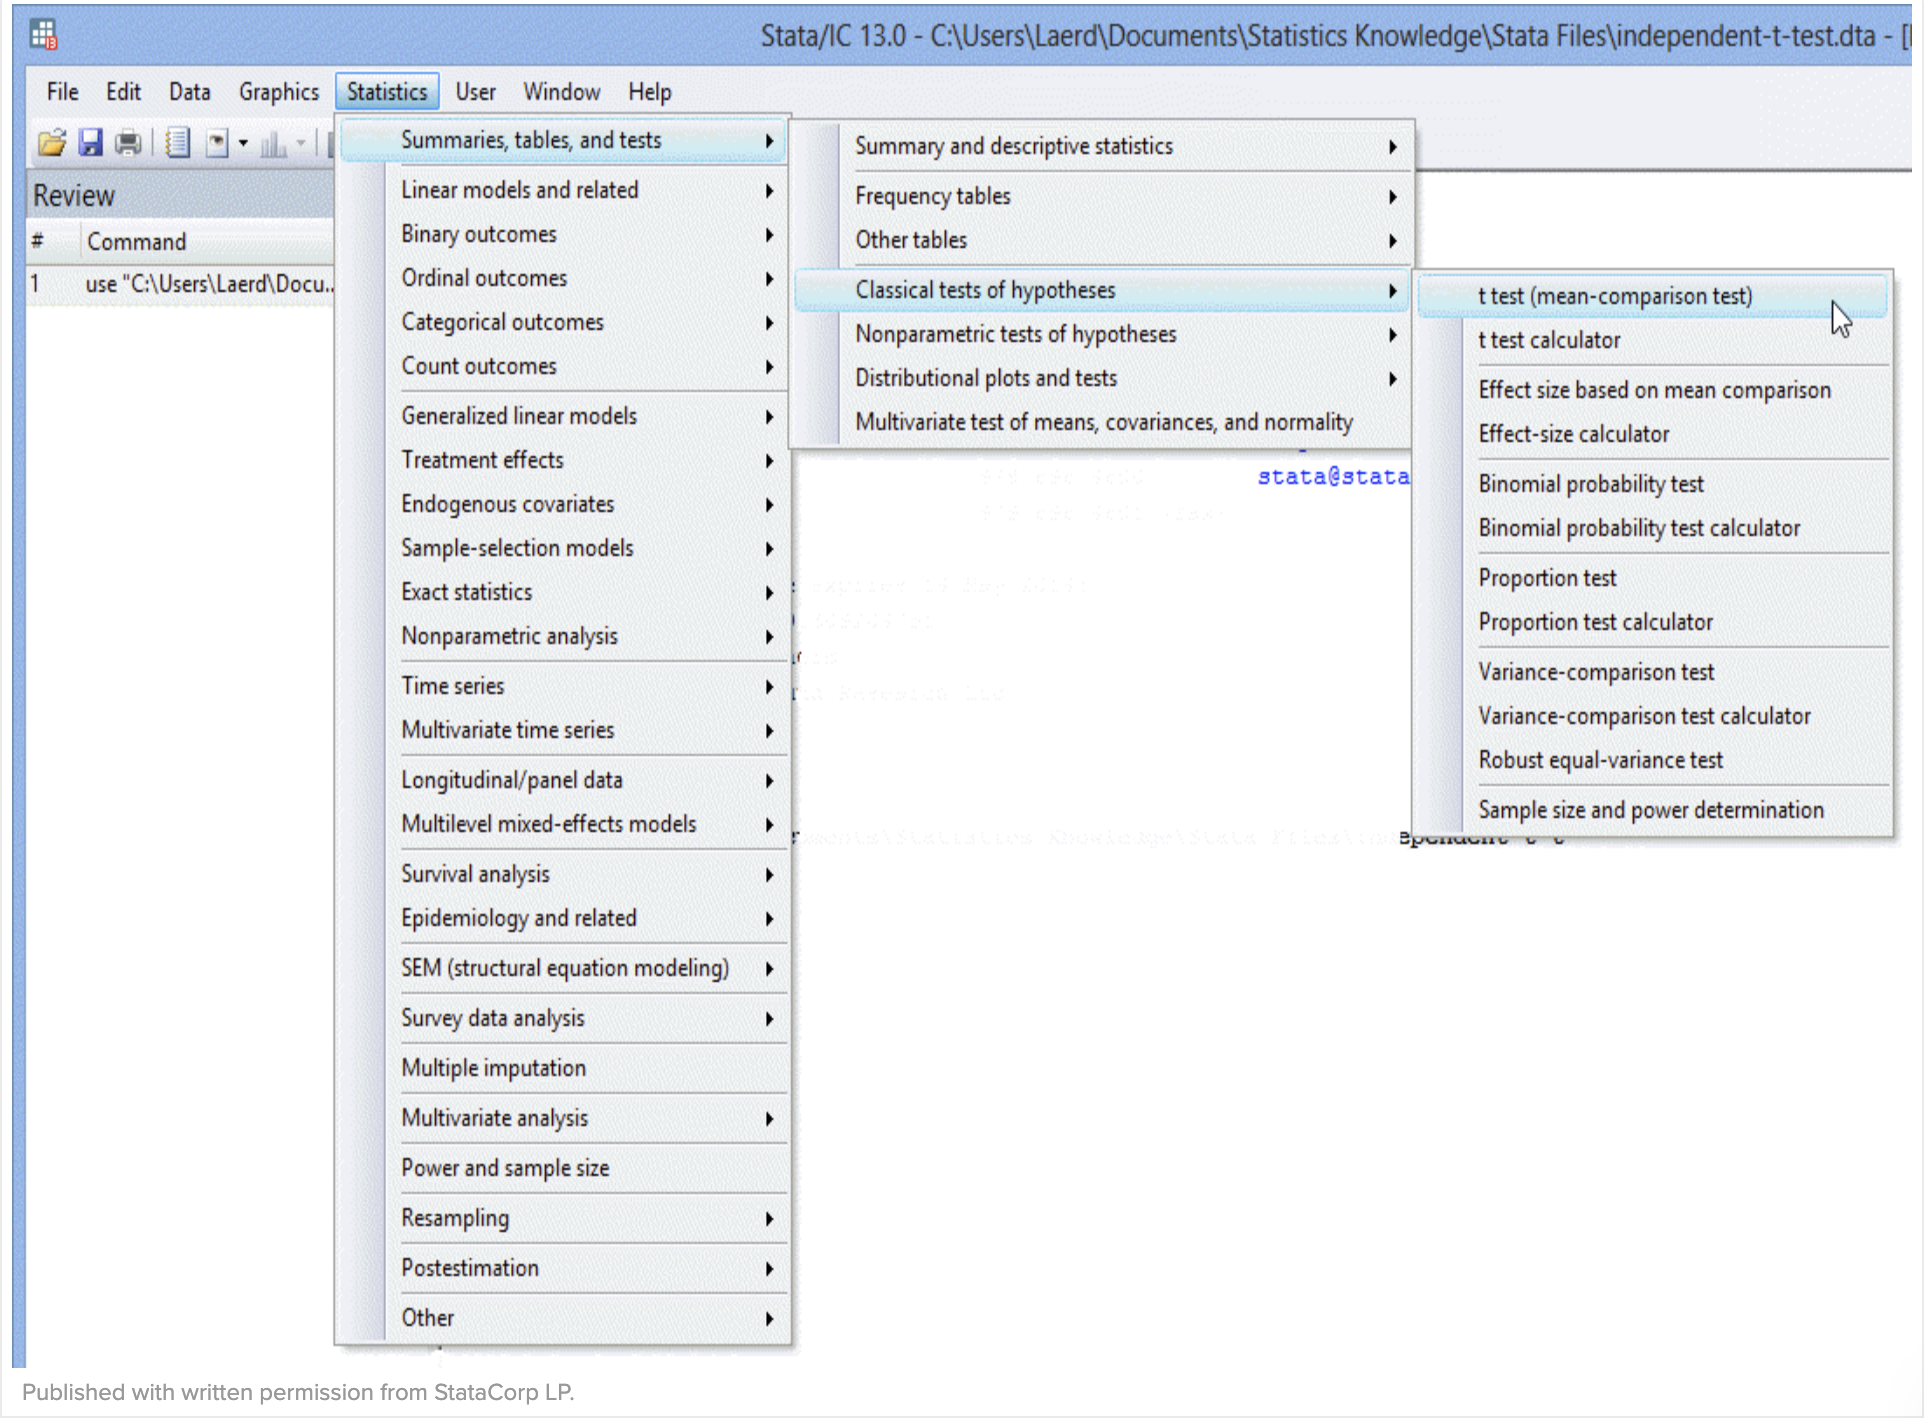 Stata/IC 13.0 - C:\Users\Laerd\Documents\Statistics Knowledge\Stata Files\independent-t-test.dta - [
File Edit Data Graphics Statistics User Window Help
Review
# Command
1 use "C:\Users\Laerd\Docu..
Summaries, tables, and tests
Linear models and related
Binary outcomes
Ordinal outcomes
Categorical outcomes
Count outcomes
Generalized linear models
Treatment effects
Endogenous covariates
Sample-selection models
Exact statistics
Nonparametric analysis
Time series
Multivariate time series
Longitudinal/panel data
Multilevel mixed-effects models
Survival analysis
Epidemiology and related
SEM (structural equation modeling)
Survey data analysis
Multiple imputation
Multivariate analysis
Power and sample size
Resampling
Postestimation
Other
Summary and descriptive statistics
Frequency tables
Other tables
Classical tests of hypotheses
Nonparametric tests of hypotheses
Distributional plots and tests
Multivariate test of means, covariances, and normality
t test (mean-comparison test)
t test calculator
Effect size based on mean comparison
Effect-size calculator
Binomial probability test
Binomial probability test calculator
Proportion test
Proportion test calculator
Variance-comparison test
Variance-comparison test calculator
Robust equal-variance test
Sample size and power determination
stata@stata
Published with written permission from StataCorp LP.